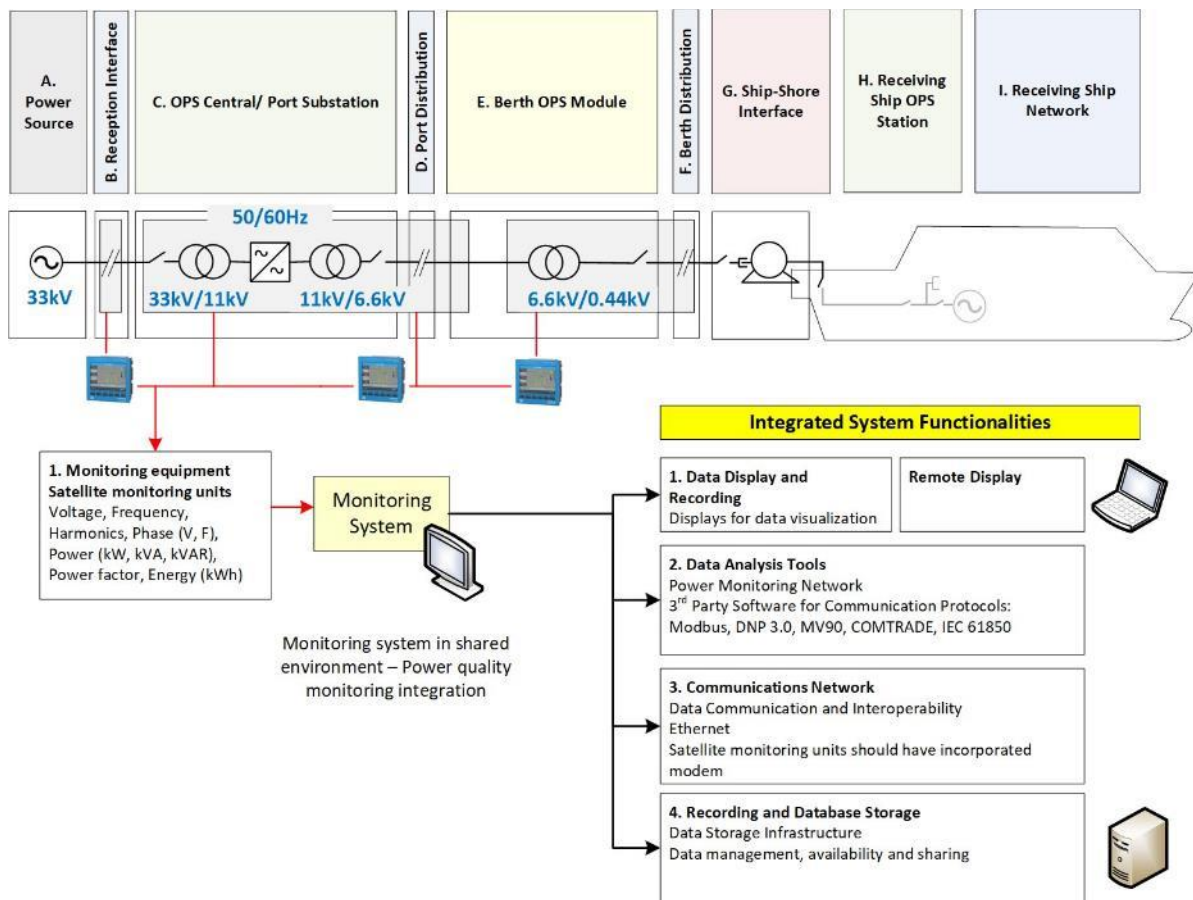 A.
Power
Source
B. Reception Interface
C. OPS Central/ Port Substation
D. Port Distribution
E. Berth OPS Module
F. Berth Distribution
G. Ship-Shore
Interface
H. Receiving
Ship OPS
Station
I. Receiving Ship
Network
50/60Hz
33kV
33kV/11kV
11kV/6.6kV
6.6kV/0.44kV
1. Monitoring equipment
Satellite monitoring units
Voltage, Frequency,
Harmonics, Phase (V, F),
Power (kW, kVA, kVAR),
Power factor, Energy (kWh)
Monitoring
System
Monitoring system in shared
environment – Power quality
monitoring integration
Integrated System Functionalities
1. Data Display and
Recording
Displays for data visualization
Remote Display
2. Data Analysis Tools
Power Monitoring Network
3rd Party Software for Communication Protocols:
Modbus, DNP 3.0, MV90, COMTRADE, IEC 61850
3. Communications Network
Data Communication and Interoperability
Ethernet
Satellite monitoring units should have incorporated
modem
4. Recording and Database Storage
Data Storage Infrastructure
Data management, availability and sharing